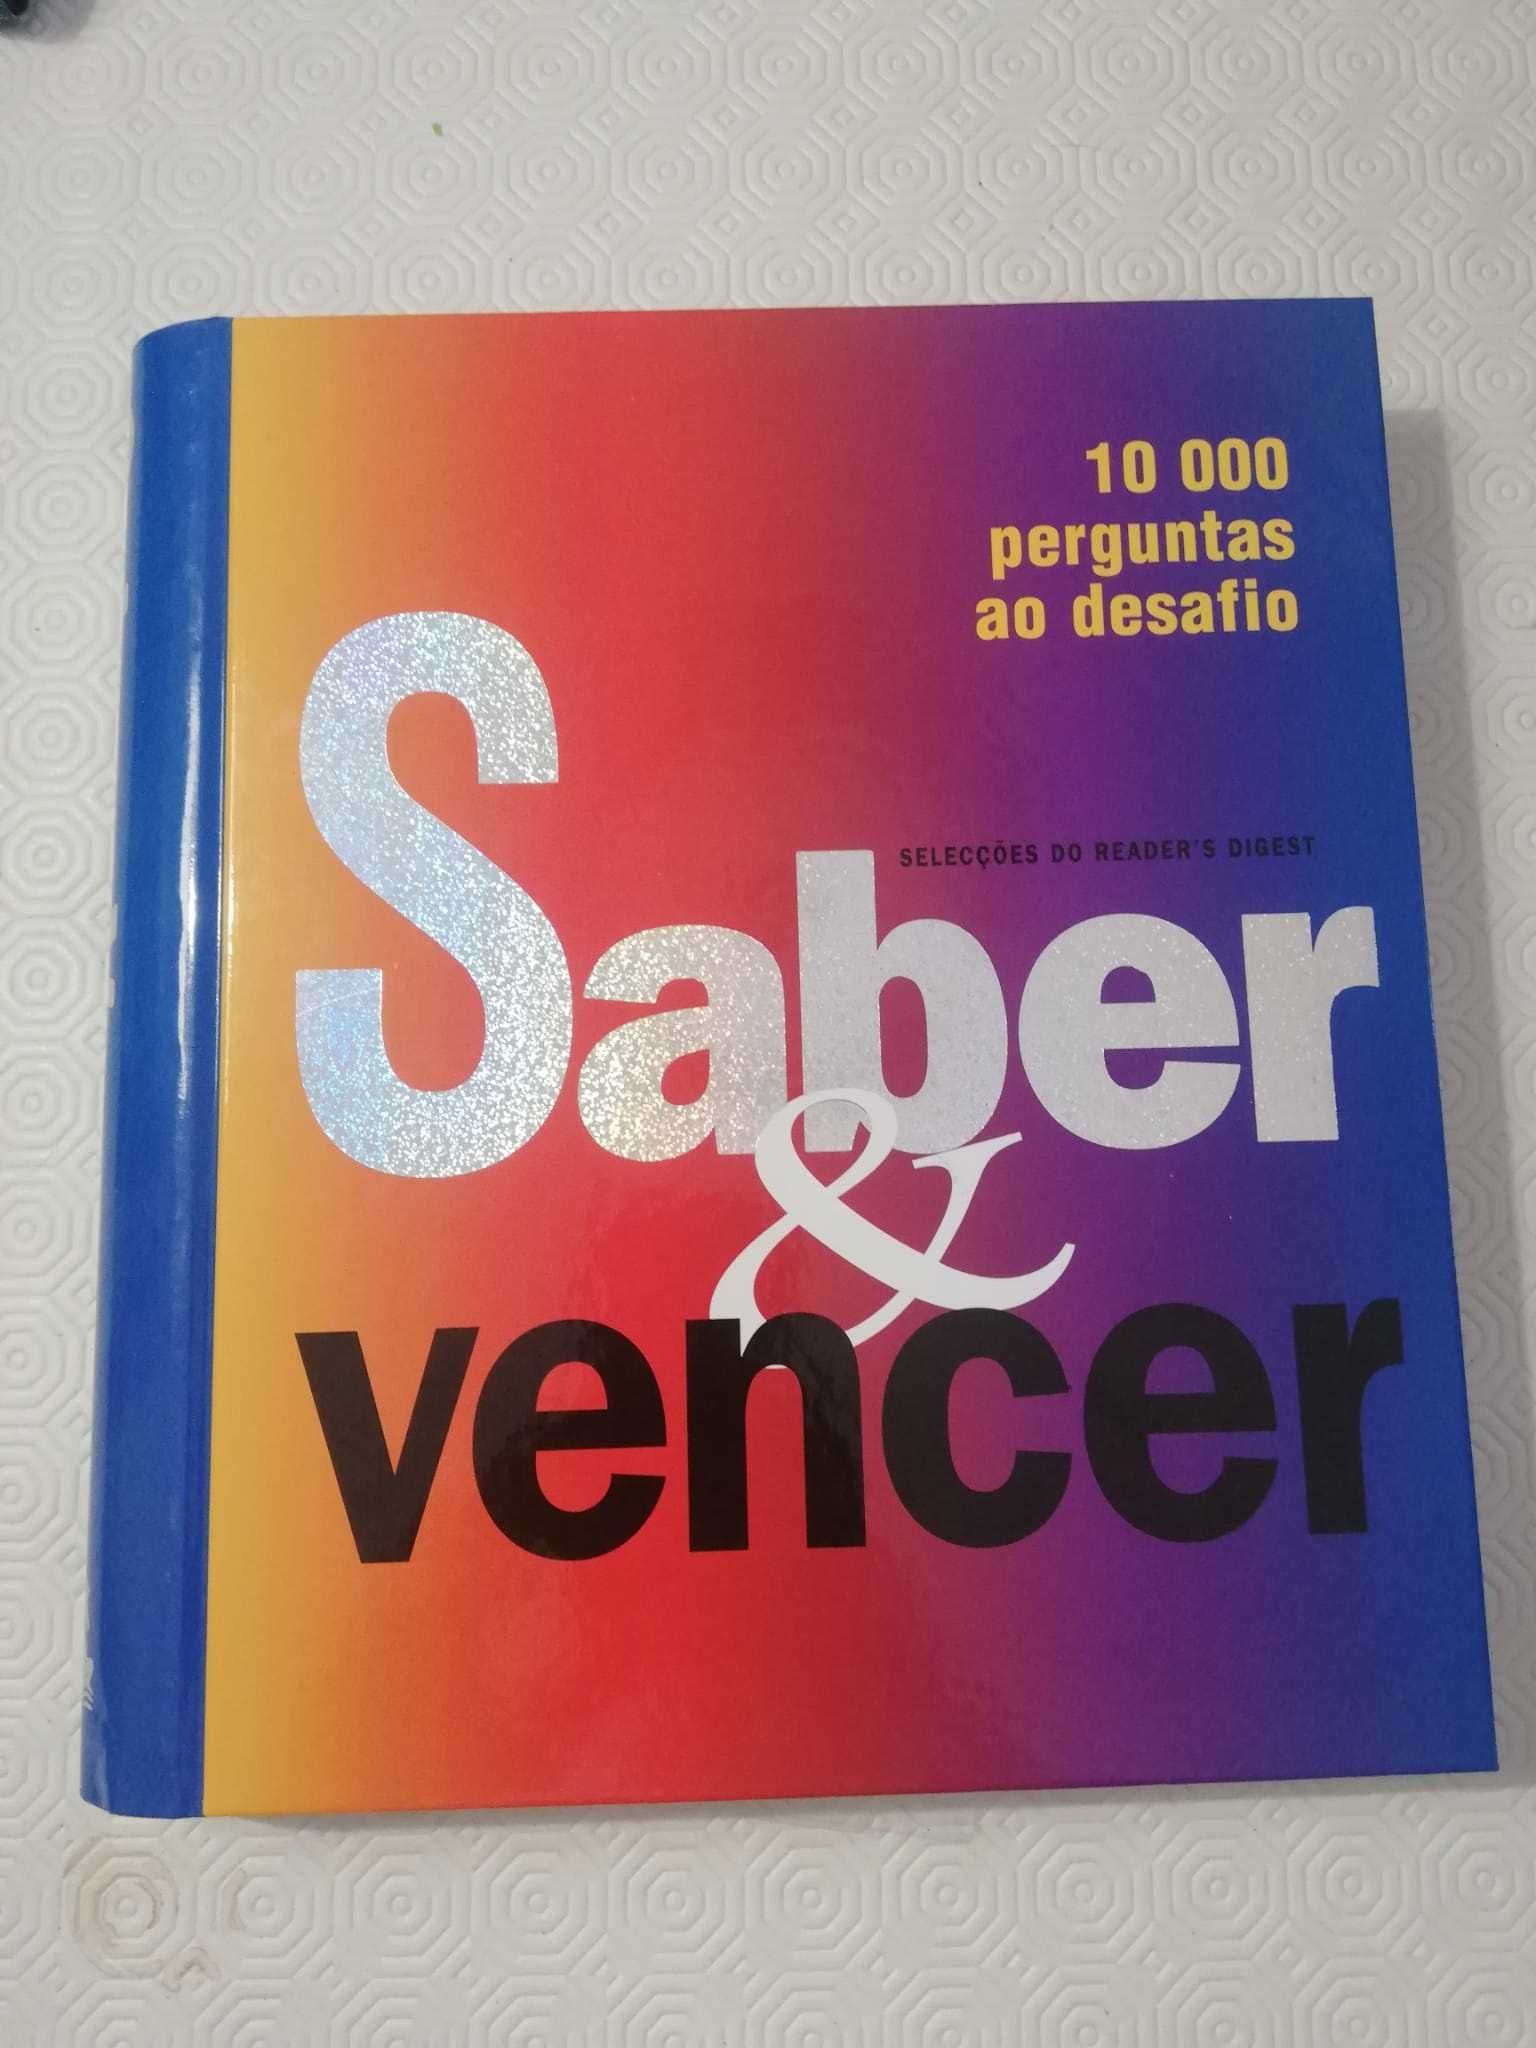 10 000
perguntas
ao desafio
SELECÇÕES DO READER'S DIGEST
Saber
&
vencer